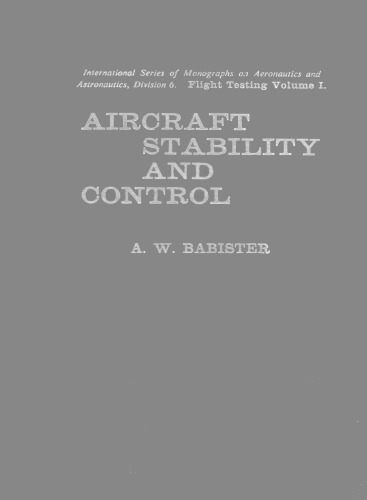 International Series of Monographs on Aeronautics and
Astronautics, Division 6. Flight Testing Volume I.
AIRCRAFT
STABILITY
AND
CONTROL
A. W. BABISTER